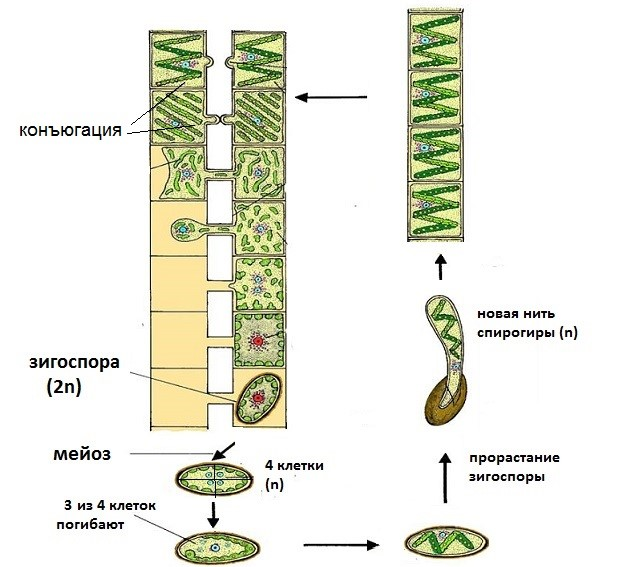 конъюгация
зигоспора
(2n)
мейоз
4 клетки
(n)
3 из 4 клеток
погибают
прорастание
зигоспоры
новая нить
спирогиры (n)